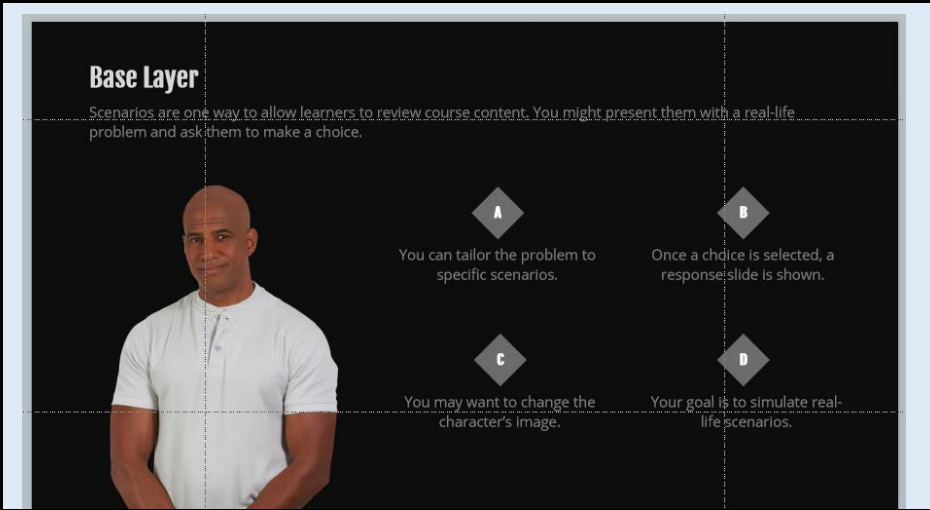 Base Layer
Scenarios are one way to allow learners to review course content. You might present them with a real-life
problem and ask them to make a choice.
A
You can tailor the problem to
specific scenarios.
B
Once a choice is selected, a
response slide is shown.
C
You may want to change the
character's image.
D
Your goal is to simulate real-
life scenarios.